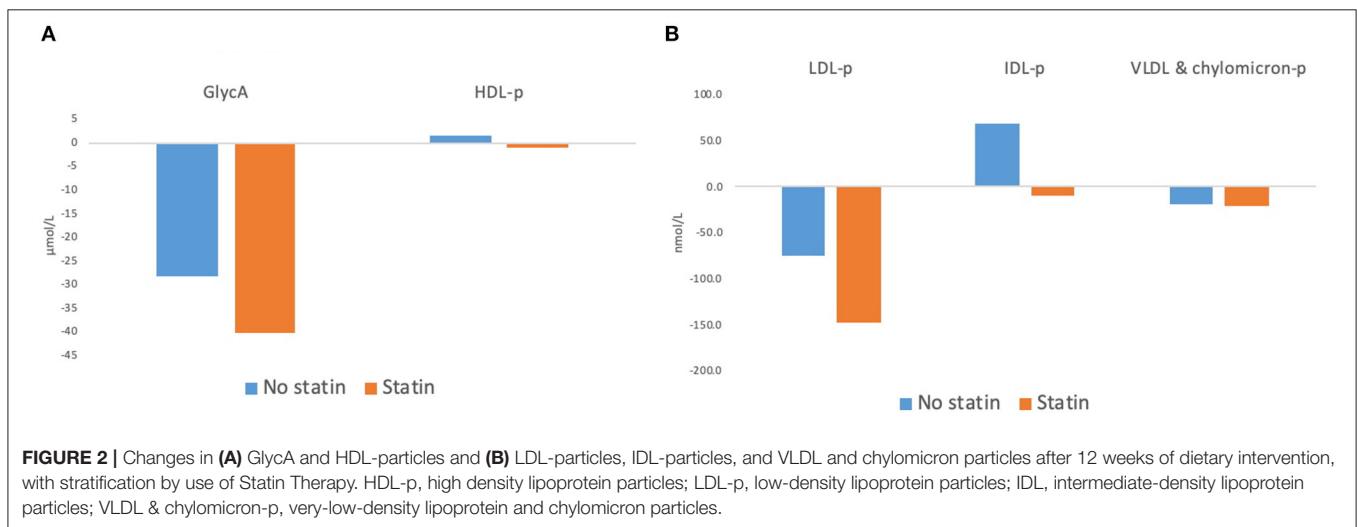 A
GlycA
HDL-p
5
0
-5
-10
-15
-20
-25
-30
-35
-40
-45
µmol/L
No statin
Statin
B
LDL-p
IDL-p
VLDL & chylomicron-p
100.0
50.0
0.0
-50.0
-100.0
-150.0
-200.0
nmol/L
No statin
Statin
FIGURE 2 | Changes in (A) GlycA and HDL-particles and (B) LDL-particles, IDL-particles, and VLDL and chylomicron particles after 12 weeks of dietary intervention,
with stratification by use of Statin Therapy. HDL-p, high density lipoprotein particles; LDL-p, low-density lipoprotein particles; IDL, intermediate-density lipoprotein
particles; VLDL & chylomicron-p, very-low-density lipoprotein and chylomicron particles.